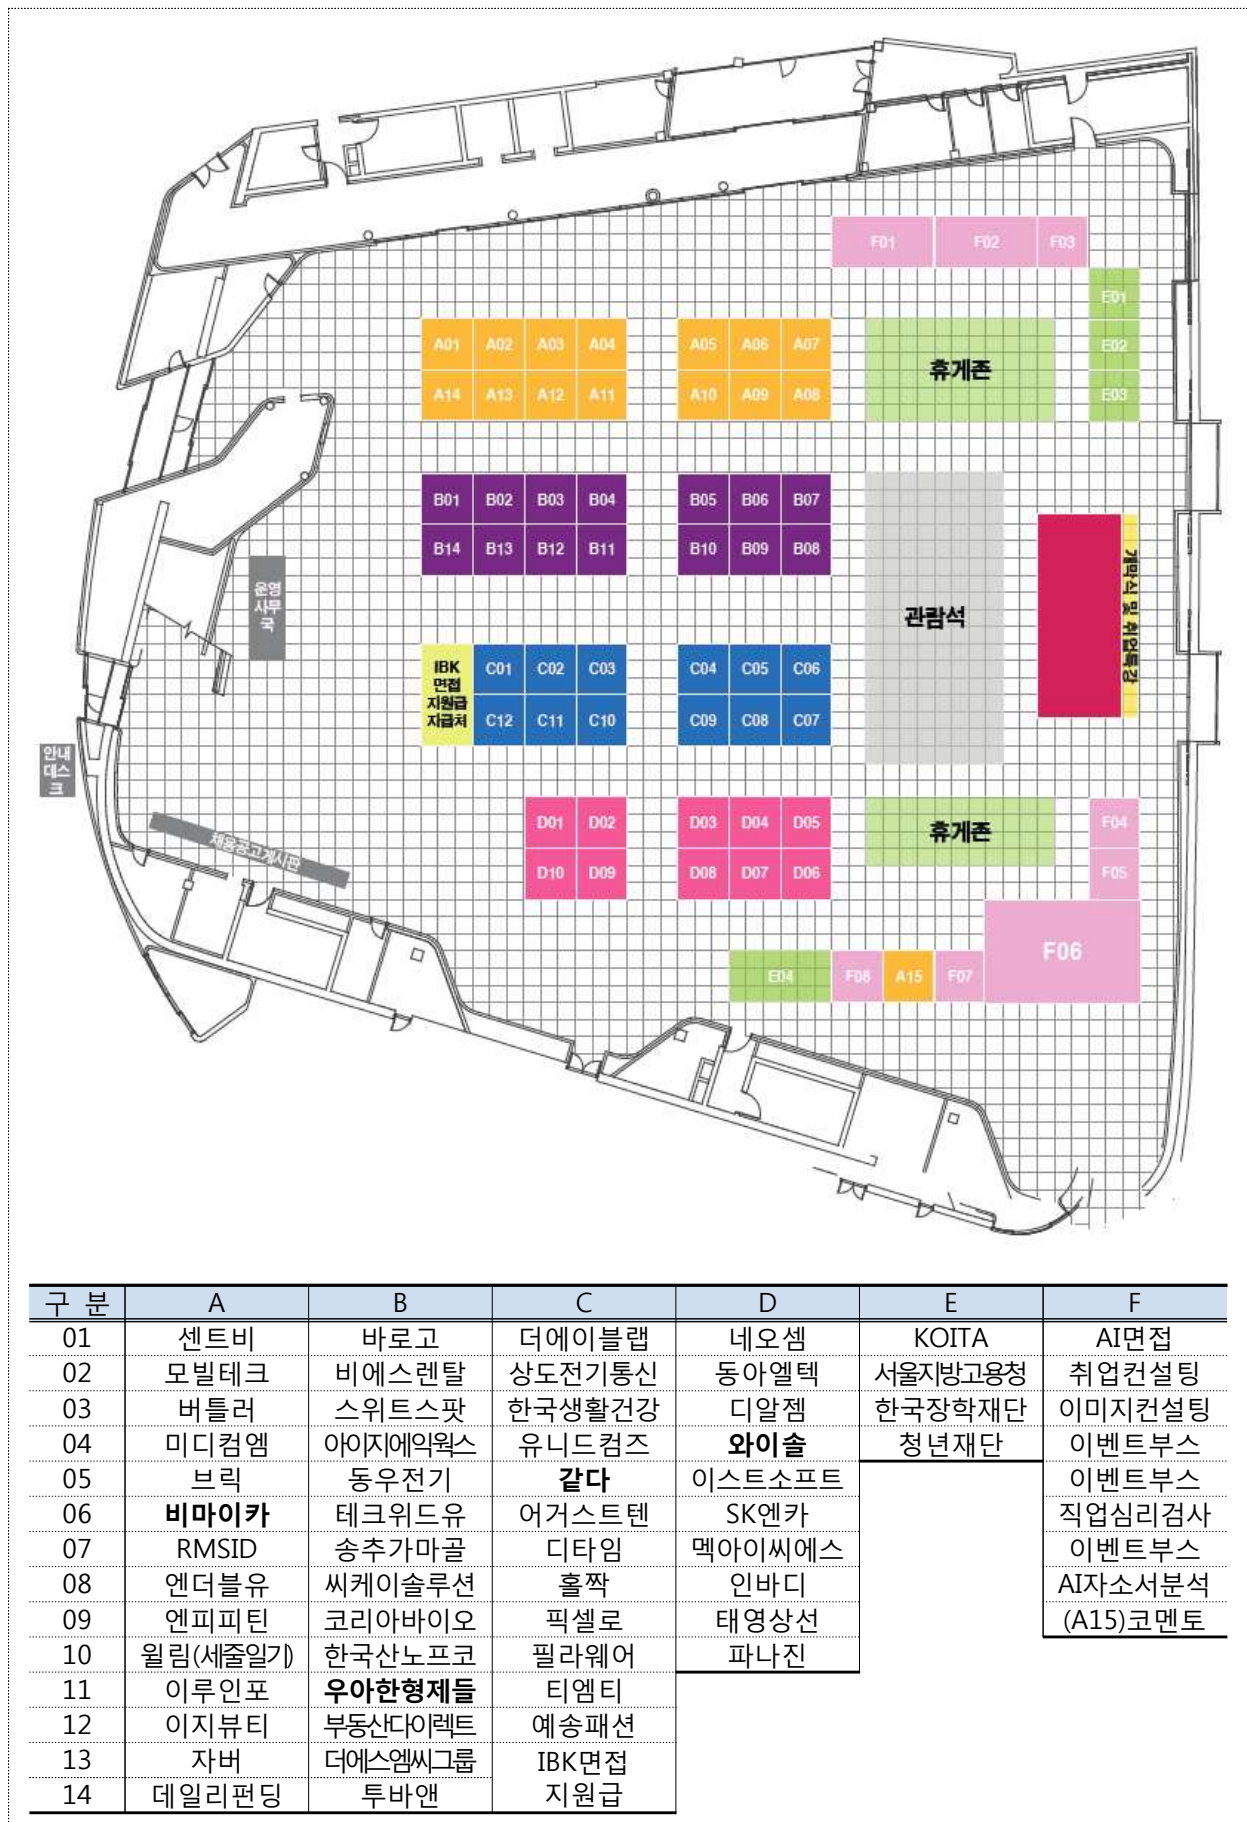 F01 F02 F03
E01
A01 A02 A03 A04 A05 A06 A07 휴게존 E02
A14 A13 A12 A11 A10 A09 A08 E03
B01 B02 B03 B04 B05 B06 B07
B14 B13 B12 B11 B10 B09 B08
개막식 및 취업특강
운영
사무
국
관람석
IBK
면접
지원급
지급처
C01 C02 C03 C04 C05 C06
C12 C11 C10 C09 C08 C07
안내
데스
크
채용공고게시판
D01 D02 D03 D04 D05 휴게존 F04
D10 D09 D08 D07 D06 F05
F06
E04 F08 A15 F07
구 분 A B C D E F
01 센트비 바로고 더에이블랩 네오셈 KOITA AI면접
02 모빌테크 비에스렌탈 상도전기통신 동아엘텍 서울지방고용청 취업컨설팅
03 버틀러 스위트스팟 한국생활건강 디알젬 한국장학재단 이미지컨설팅
04 미디컴엠 아이지에익웍스 유니드컴즈 와이솔 청년재단 이벤트부스
05 브릭 동우전기 같다 이스트소프트 이벤트부스
06 비마이카 테크위드유 어거스트텐 SK엔카 직업심리검사
07 RMSID 송추가마골 디타임 멕아이씨에스 이벤트부스
08 엔더블유 씨케이솔루션 홀짝 인바디 AI자소서분석
09 엔피피틴 코리아바이오 픽셀로 태영상선 (A15)코멘토
10 윌림(세줄일기) 한국산노프코 필라웨어 파나진
11 이루인포 우아한형제들 티엠티
12 이지뷰티 부동산다이렉트 예송패션
13 자버 더에스엠씨그룹 IBK면접
14 데일리펀딩 투바앤 지원급